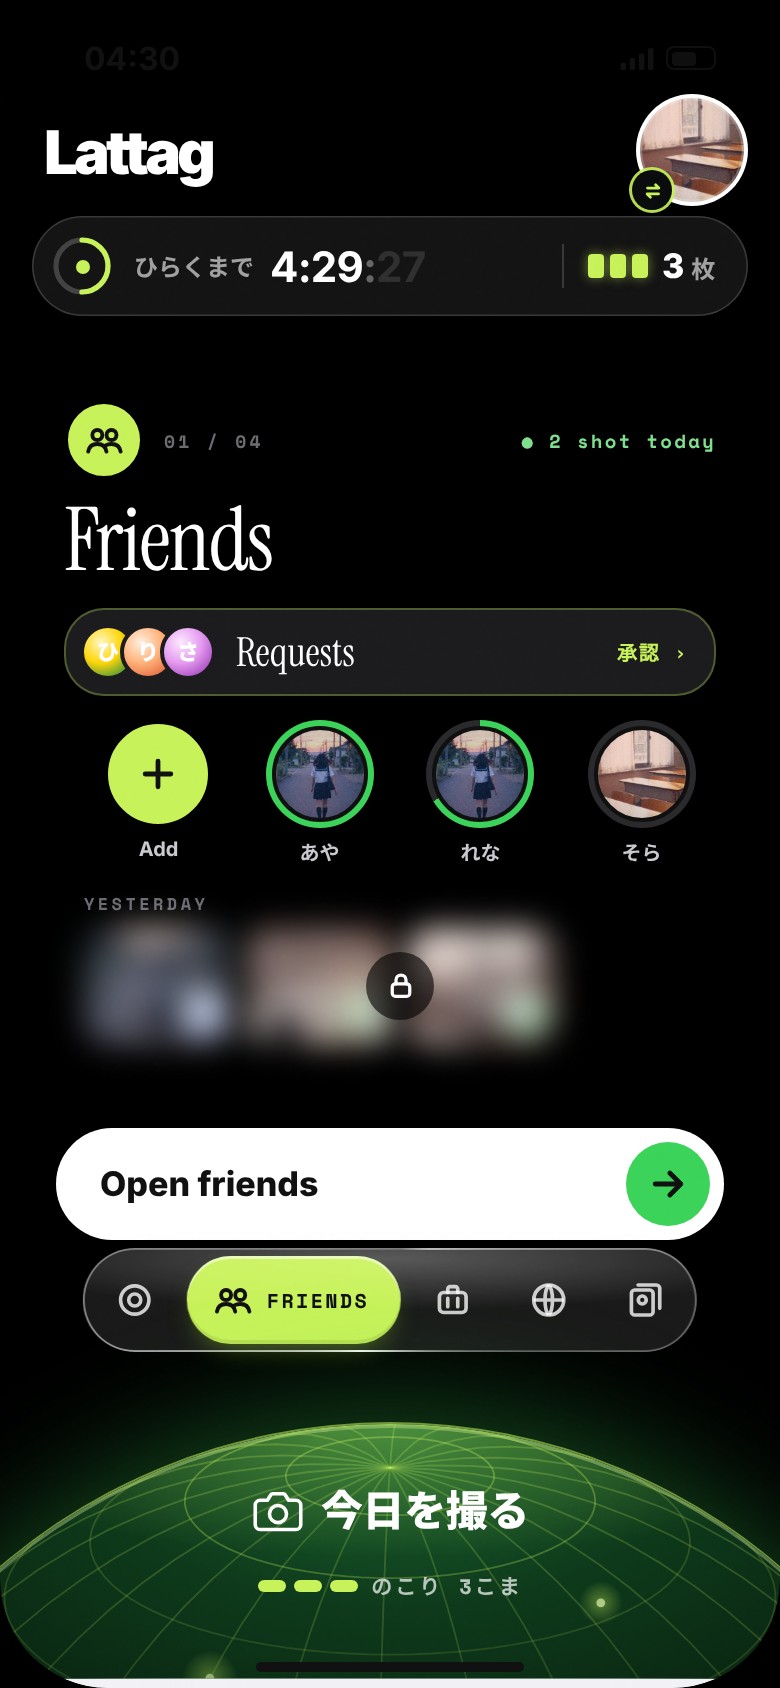 04:30
Lattag
ひらくまで 4:29:27 3 枚
01 / 04 2 shot today
Friends
ひ り さ Requests 承認 ›
Add あや れな そら
YESTERDAY
Open friends
FRIENDS
今日を撮る
のこり 3こま